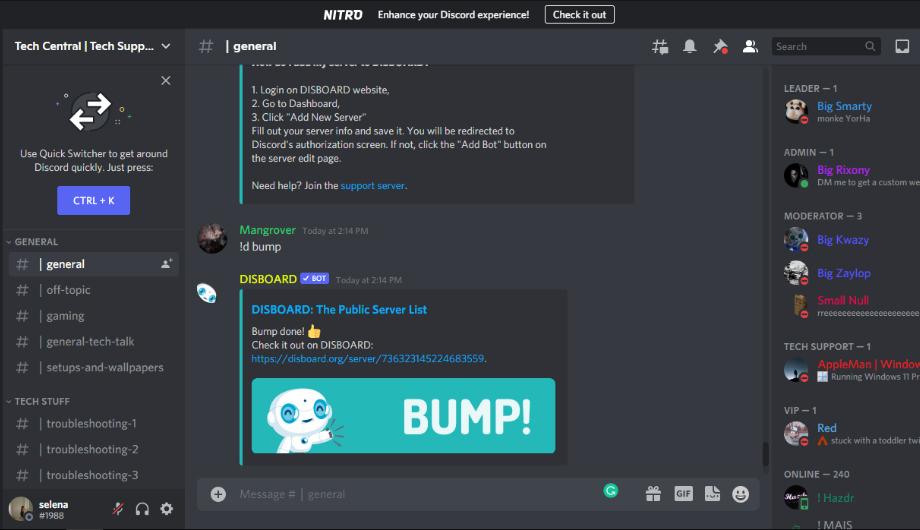 NITRO Enhance your Discord experience! Check it out
Tech Central | Tech Supp...
Use Quick Switcher to get around
Discord quickly. Just press:
CTRL + K
GENERAL
# | general
# | off-topic
# | gaming
# | general-tech-talk
# | setups-and-wallpapers
TECH STUFF
# | troubleshooting-1
# | troubleshooting-2
# | troubleshooting-3
selena
#1988
# | general
Search
1. Login on DISBOARD website,
2. Go to Dashboard,
3. Click "Add New Server"
Fill out your server info and save it. You will be redirected to
Discord's authorization screen. If not, click the "Add Bot" button on
the server edit page.
Need help? Join the support server.
Mangrover Today at 2:14 PM
!d bump
DISBOARD BOT Today at 2:14 PM
DISBOARD: The Public Server List
Bump done!
Check it out on DISBOARD:
https://disboard.org/server/736323145224683559.
BUMP!
Message # | general
GIF
LEADER — 1
Big Smarty
monke YorHa
ADMIN — 1
Big Rixony
DM me to get a custom we
MODERATOR — 3
Big Kwazy
Big Zaylop
Small Null
TECH SUPPORT — 1
AppleMan | Window
Running Windows 11 Pr
VIP — 1
Red
stuck with a toddler twi
ONLINE — 240
! Hazdr
! MAIS